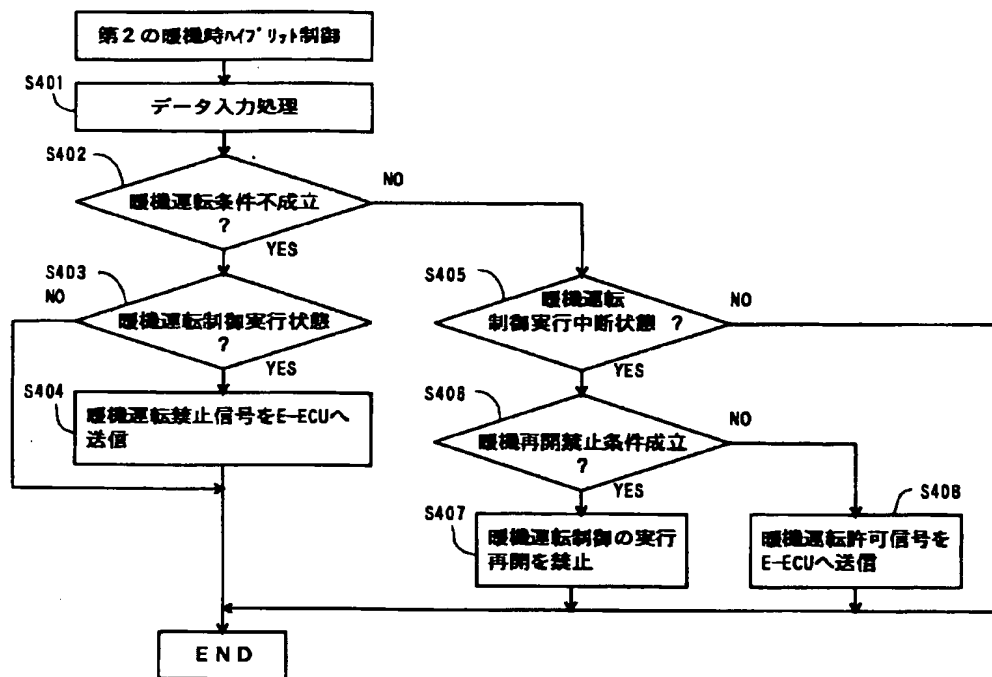 第2の暖機時ハイブリット制御
S401
データ入力処理
S402
暖機運転条件不成立
?
NO
YES
S403
NO
暖機運転制御実行状態
?
YES
S404
暖機運転禁止信号をE-ECUへ
送信
S405
暖機運転
制御実行中断状態 ?
NO
YES
S406
暖機再開禁止条件成立
?
NO
YES
S407
暖機運転制御の実行
再開を禁止
S408
暖機運転許可信号を
E-ECUへ送信
END